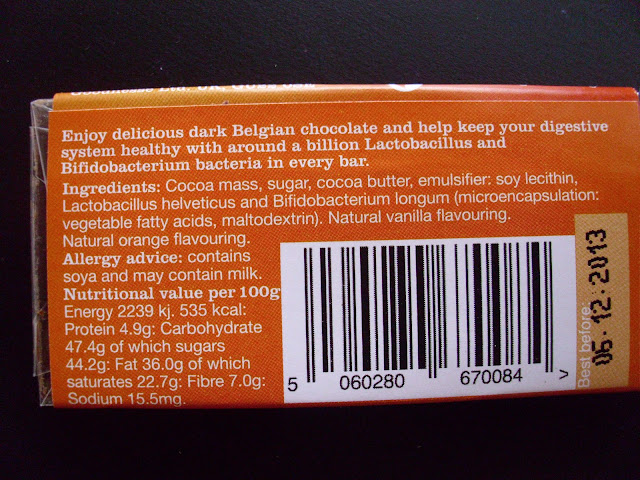 Enjoy delicious dark Belgian chocolate and help keep your digestive
system healthy with around a billion Lactobacillus and
Bifidobacterium bacteria in every bar.
Ingredients: Cocoa mass, sugar, cocoa butter, emulsifier: soy lecithin,
Lactobacillus helveticus and Bifidobacterium longum (microencapsulation:
vegetable fatty acids, maltodextrin). Natural vanilla flavouring.
Natural orange flavouring.
Allergy advice: contains
soya and may contain milk.
Nutritional value per 100g
Energy 2239 kj. 535 kcal:
Protein 4.9g: Carbohydrate
47.4g of which sugars
44.2g: Fat 36.0g of which
saturates 22.7g: Fibre 7.0g:
Sodium 15.5mg.
5 060280 670084 >
Best before:
06.12.2013